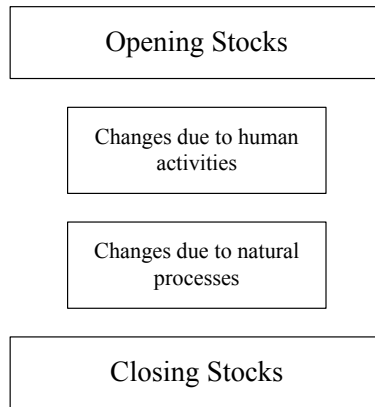 Opening Stocks
Changes due to human
activities
Changes due to natural
processes
Closing Stocks